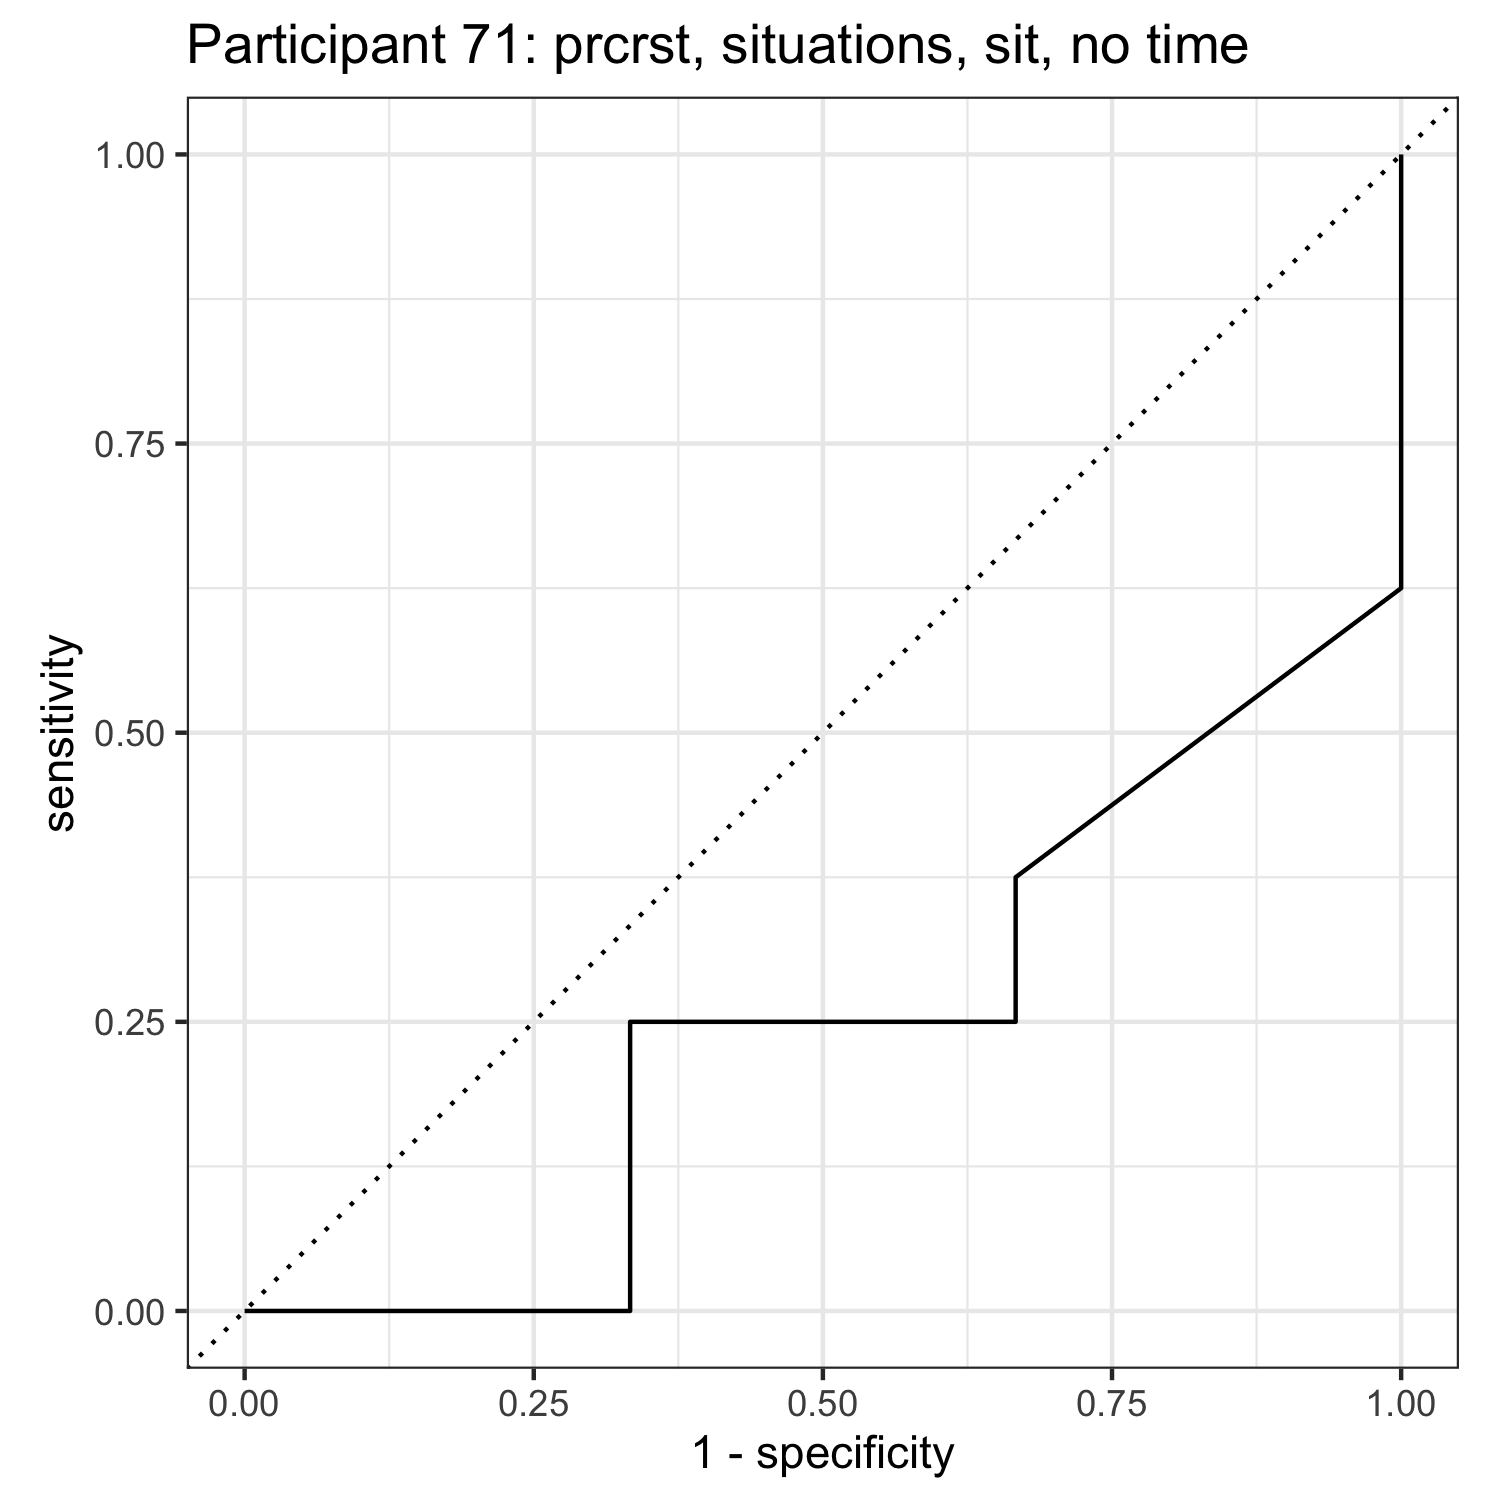 Participant 71: prcrst, situations, sit, no time
1.00
0.75
0.50
0.25
0.00
sensitivity
0.00 0.25 0.50 0.75 1.00
1 - specificity